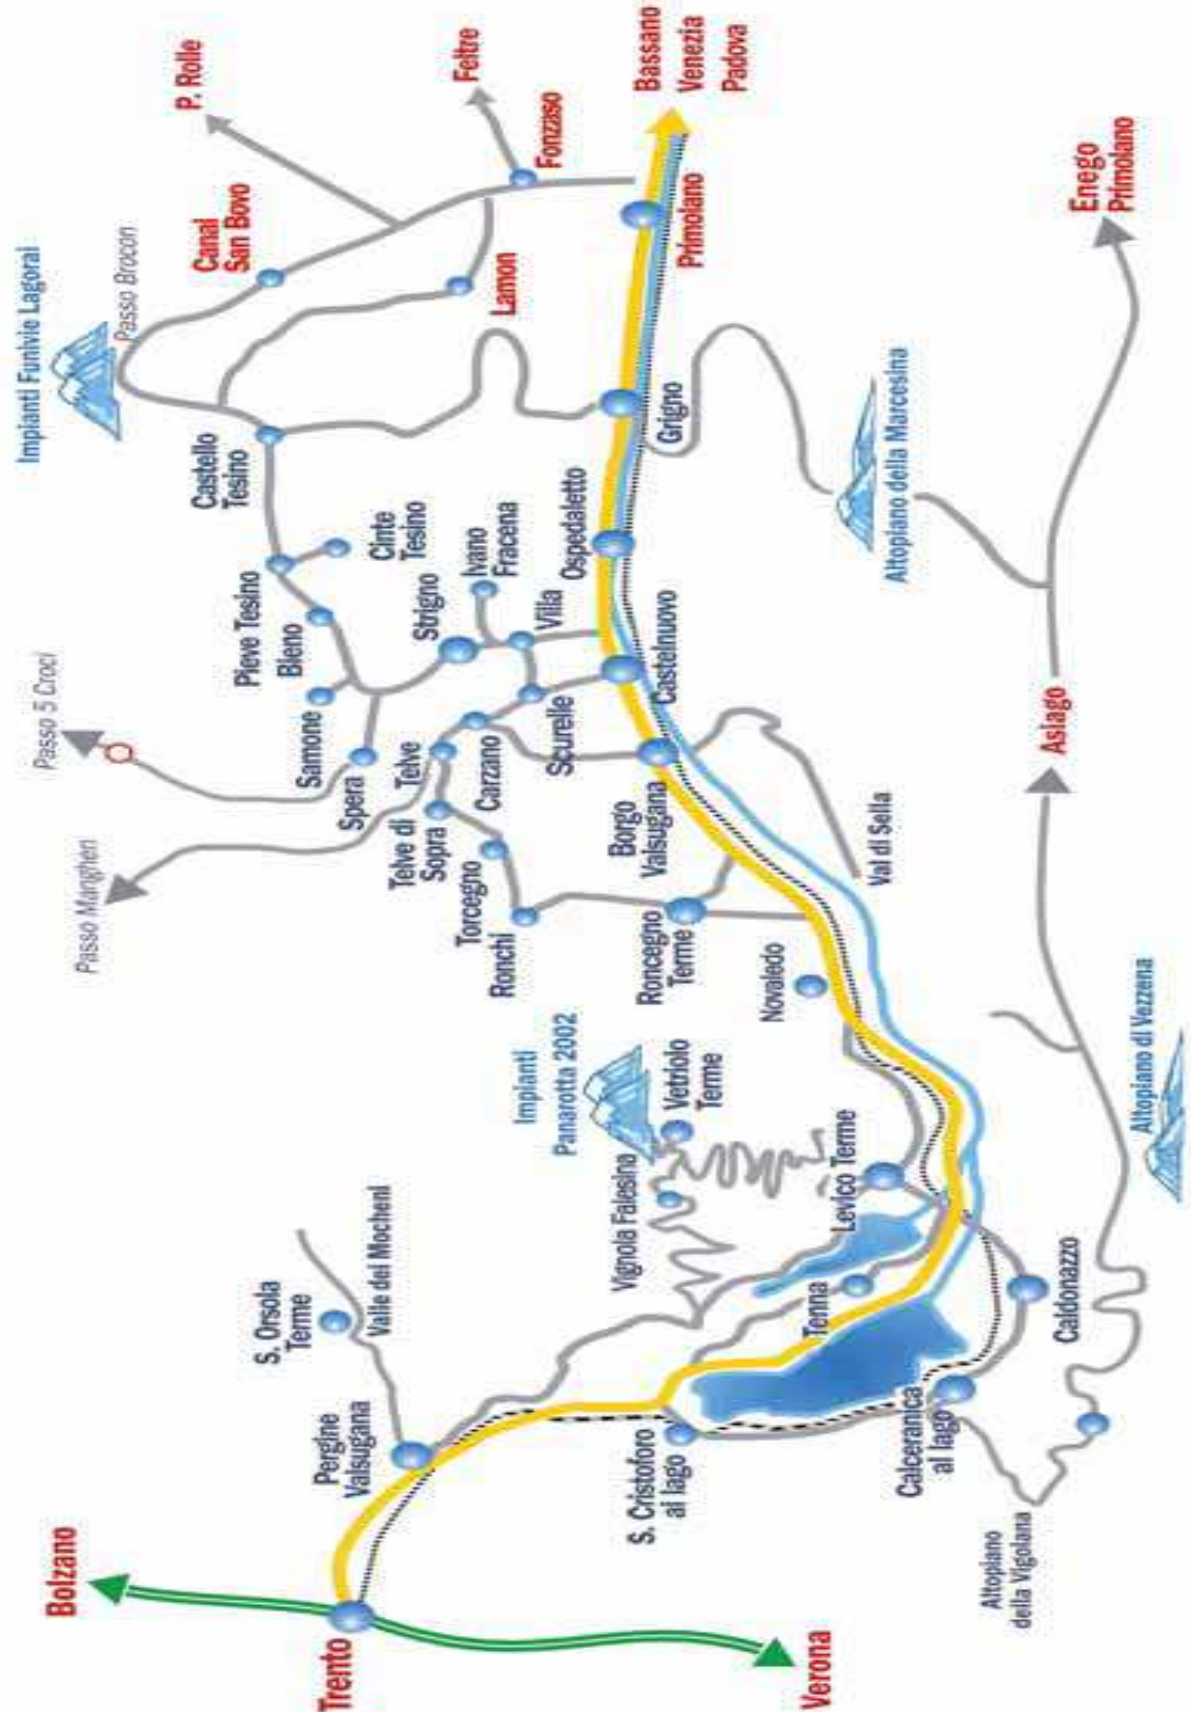 Bolzano
Trento
Verona
Pergine
Valsugana
S. Orsola
Terme
Valle dei Mocheni
S. Cristoforo
al lago
Calceranica
al lago
Altopiano
della Vigolana
Caldonazzo
Tenna
Levico Terme
Vignola Falesina
Vetriolo
Terme
Impianti
Panarotta 2002
Altopiano di Vezzena
Novaledo
Roncegno
Terme
Ronchi
Torcegno
Telve di
Sopra
Telve
Carzano
Borgo
Valsugana
Val di Sella
Passo Manghen
Passo 5 Croci
Spera
Samone
Bieno
Pieve Tesino
Cinte
Tesino
Castello
Tesino
Strigno
Ivano
Fracena
Villa
Scurelle
Castelnuovo
Ospedaletto
Grigno
Asiago
Altopiano della Marcesina
Enego
Primolano
Impianti Funivie Lagorai
Passo Brocon
Canal
San Bovo
P. Rolle
Lamon
Feltre
Fonzaso
Primolano
Bassano
Venezia
Padova